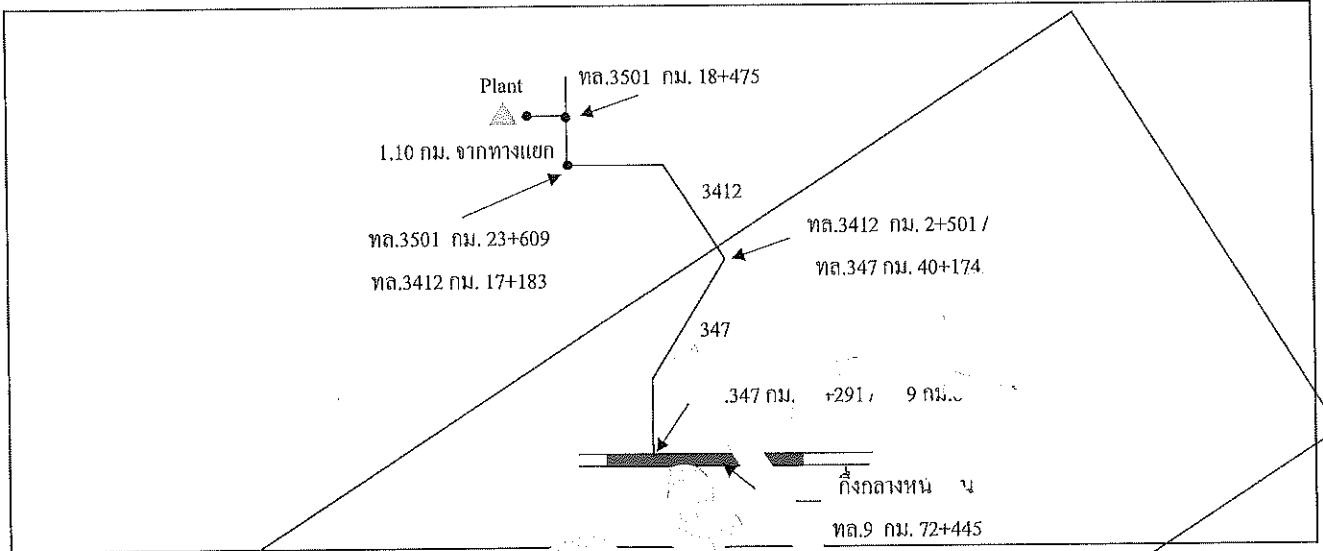 Plant
ทล.3501 กม. 18+475
1.10 กม. จากทางแยก
3412
ทล.3501 กม. 23+609
ทล.3412 กม. 17+183
ทล.3412 กม. 2+501 /
ทล.347 กม. 40+174
347
.347 กม. +291 / 9 กม.
กึ่งกลางหน
ทล.9 กม. 72+445